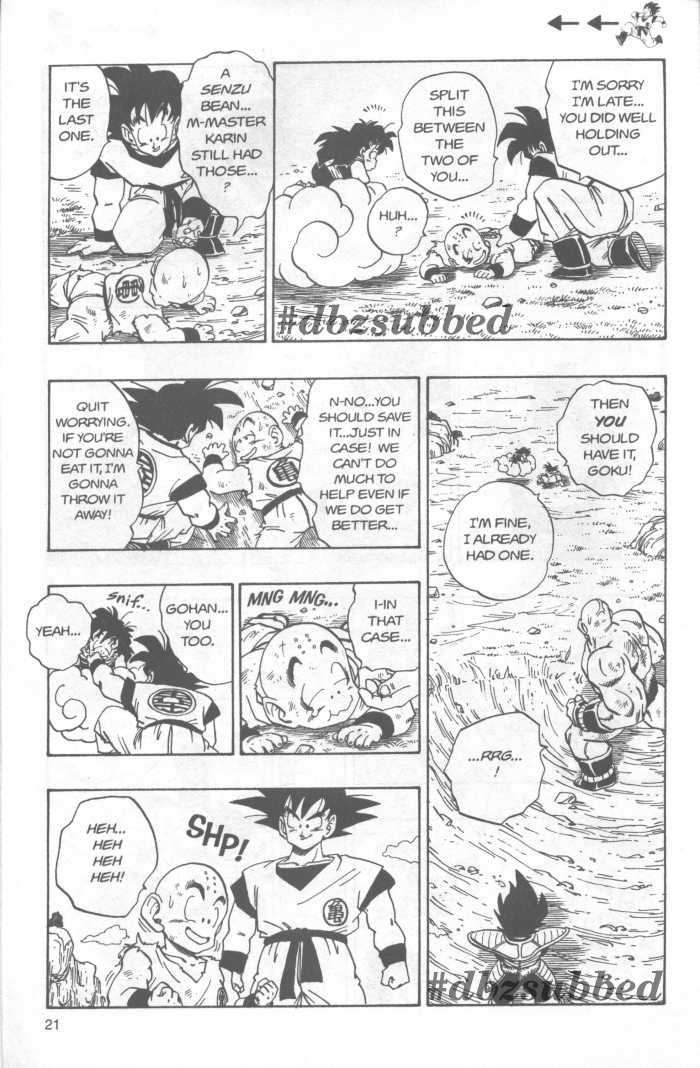 I'M SORRY
I'M LATE...
YOU DID WELL
HOLDING
OUT...
SPLIT
THIS
BETWEEN
THE
TWO OF
YOU...
HUH...
?
#dbzsubbed
A
SENZU
BEAN...
M-MASTER
KARIN
STILL HAD
THOSE...
?
IT'S
THE
LAST
ONE.
THEN
YOU
SHOULD
HAVE IT,
GOKU!
I'M FINE,
I ALREADY
HAD ONE.
...RRG...
!
#dbzsubbed
N-NO...YOU
SHOULD SAVE
IT...JUST IN
CASE! WE
CAN'T DO
MUCH TO
HELP EVEN IF
WE DO GET
BETTER...
QUIT
WORRYING.
IF YOU'RE
NOT GONNA
EAT IT, I'M
GONNA
THROW IT
AWAY!
I-IN
THAT
CASE...
MNG MNG...
GOHAN...
YOU
TOO.
snif...
YEAH...
SHP!
HEH...
HEH
HEH
HEH!
21